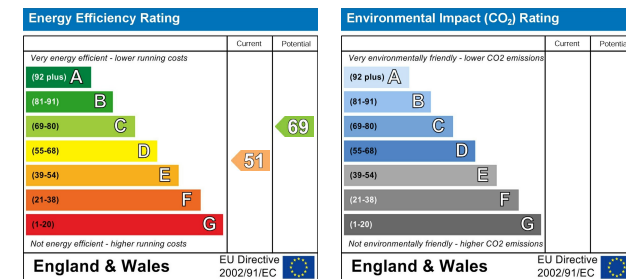 Energy Efficiency Rating
Current Potential
Very energy efficient - lower running costs
(92 plus) A
(81-91) B
(69-80) C
69
(55-68) D
51
(39-54) E
(21-38) F
(1-20) G
Not energy efficient - higher running costs
England & Wales
EU Directive
2002/91/EC
Environmental Impact (CO2) Rating
Current Potential
Very environmentally friendly - lower CO2 emissions
(92 plus) A
(81-91) B
(69-80) C
(55-68) D
(39-54) E
(21-38) F
(1-20) G
Not environmentally friendly - higher CO2 emissions
England & Wales
EU Directive
2002/91/EC